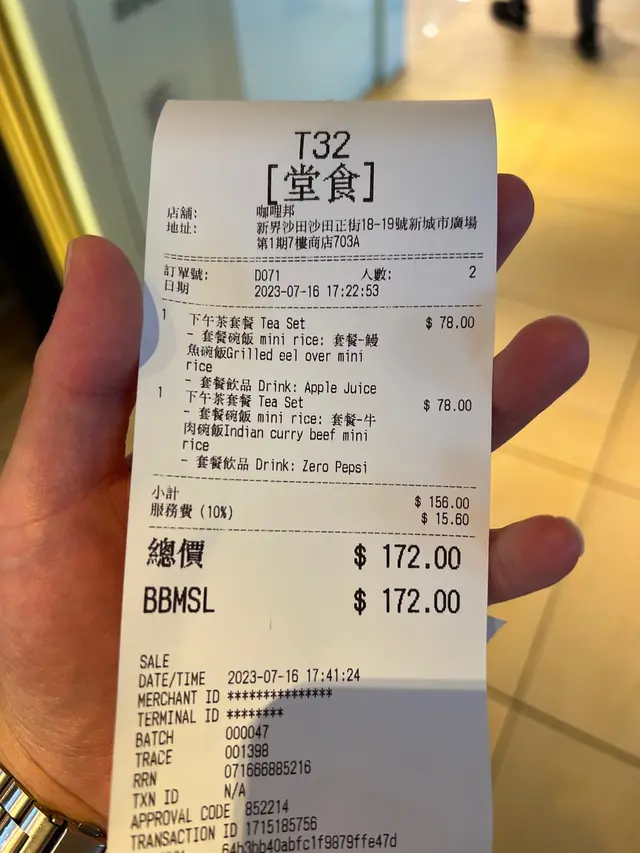 T32
[堂食]
店舖: 咖喱邦
地址: 新界沙田沙田正街18-19號新城市廣場
第1期7樓商店703A
訂單號: D071 人數: 2
日期 2023-07-16 17:22:53
1 下午茶套餐 Tea Set $ 78.00
- 套餐碗飯 mini rice: 套餐-鰻
魚碗飯Grilled eel over mini
rice
- 套餐飲品 Drink: Apple Juice
1 下午茶套餐 Tea Set $ 78.00
- 套餐碗飯 mini rice: 套餐-牛
肉碗飯Indian curry beef mini
rice
- 套餐飲品 Drink: Zero Pepsi
小計 $ 156.00
服務費 (10%) $ 15.60
總價 $ 172.00
BBMSL $ 172.00
SALE
DATE/TIME 2023-07-16 17:41:24
MERCHANT ID ***************
TERMINAL ID ********
BATCH 000047
TRACE 001398
RRN 071666885216
TXN ID N/A
APPROVAL CODE 852214
TRANSACTION ID 1715185756
64b3bb40abfc1f9879ffe47d